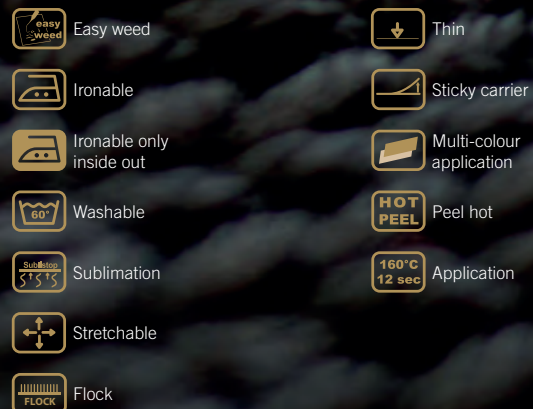 easy
weed
Easy weed
Ironable
Ironable only
inside out
60°
Washable
Sublistop
Sublimation
Stretchable
FLOCK
Flock
Thin
Sticky carrier
Multi-colour
application
HOT
PEEL
Peel hot
160°C
12 sec
Application